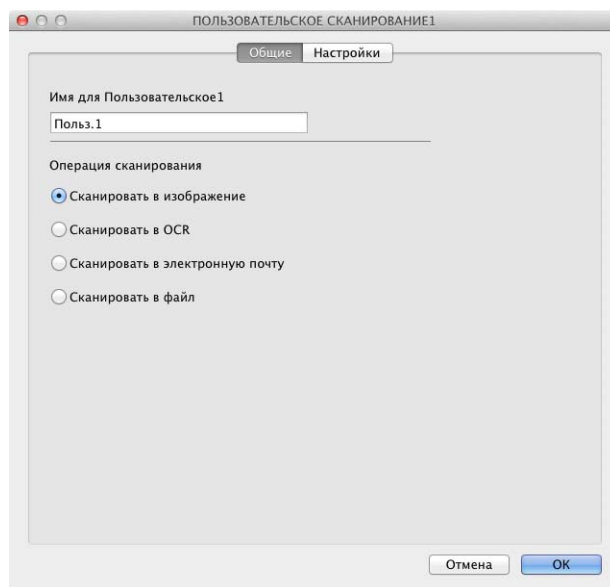 ПОЛЬЗОВАТЕЛЬСКОЕ СКАНИРОВАНИЕ1
Общие Настройки
Имя для Пользовательское1
Польз.1
Операция сканирования
Сканировать в изображение
Сканировать в OCR
Сканировать в электронную почту
Сканировать в файл
Отмена OK